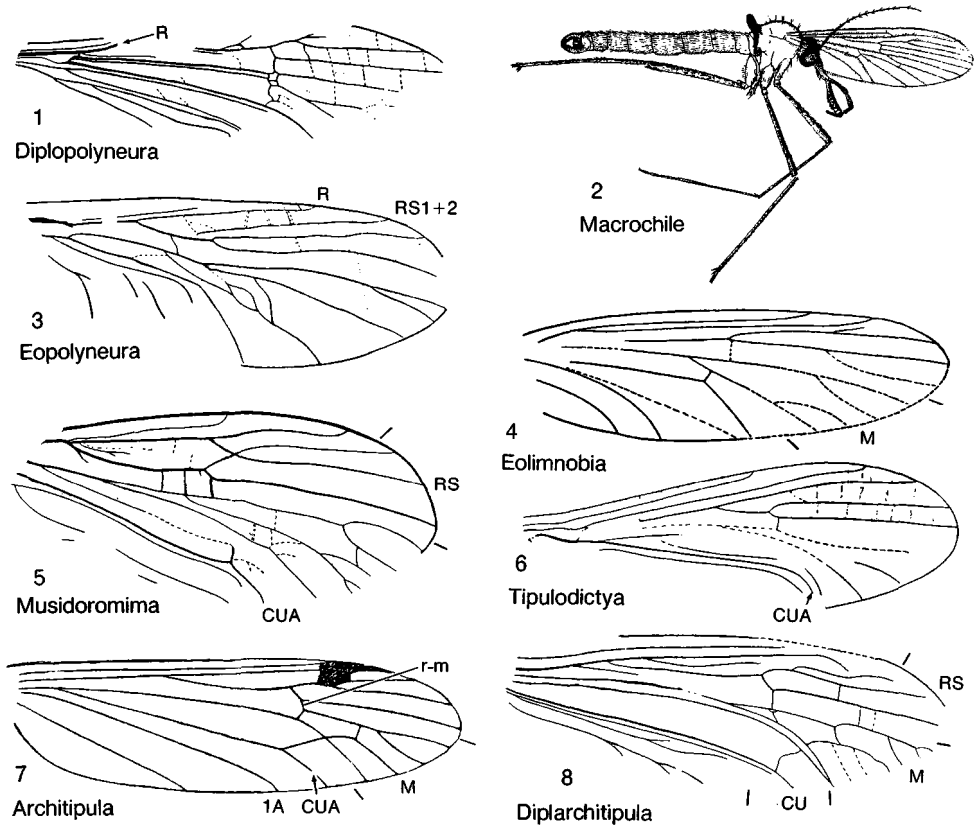 R
1
Diplopolyneura
2
Macrochile
R
RS1+2
3
Eopolyneura
4
Eolimnobia
M
RS
5
Musidoromima
CUA
6
Tipulodictya
CUA
r-m
7
Architipula
1A
CUA
M
RS
8
Diplarchitipula
CU
M